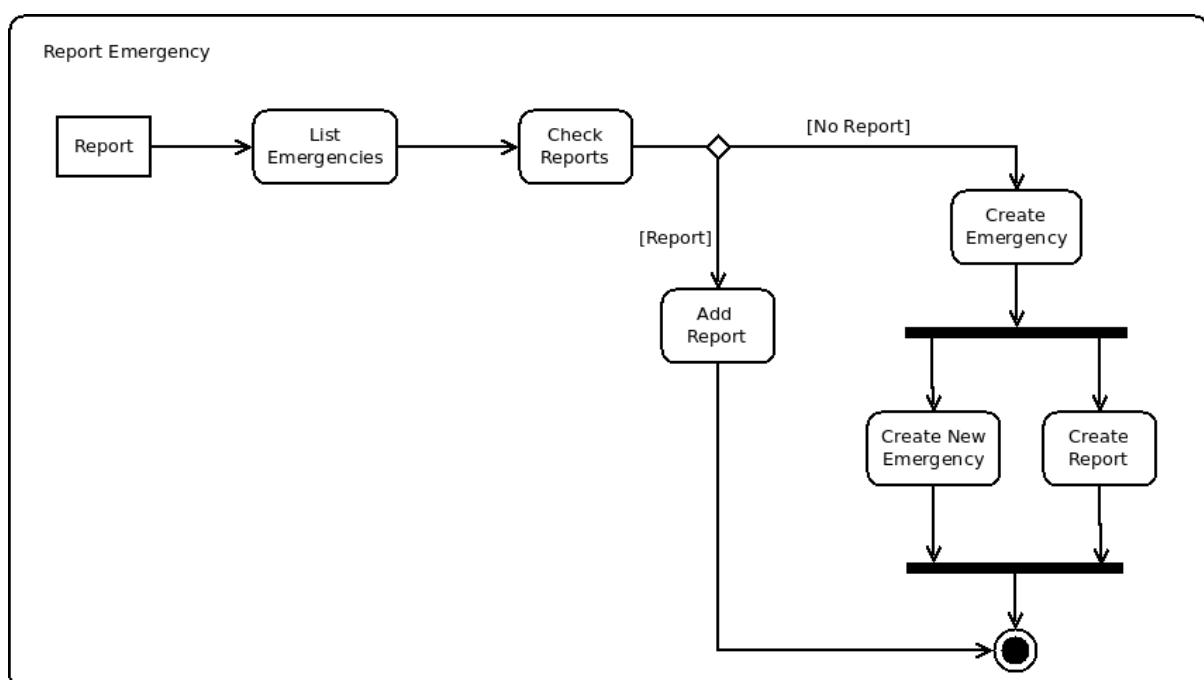 Report Emergency
Report
List
Emergencies
Check
Reports
[No Report]
Create
Emergency
[Report]
Add
Report
Create New
Emergency
Create
Report